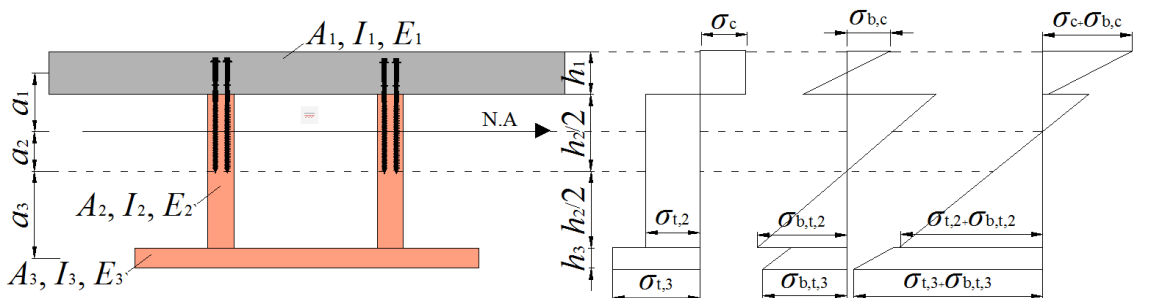 A1, I1, E1
a1
a2
a3
N.A
A2, I2, E2
A3, I3, E3
h1
h2/2
h2/2
h3
σc
σb,c
σc+σb,c
σt,2
σb,t,2
σt,2+σb,t,2
σt,3
σb,t,3
σt,3+σb,t,3